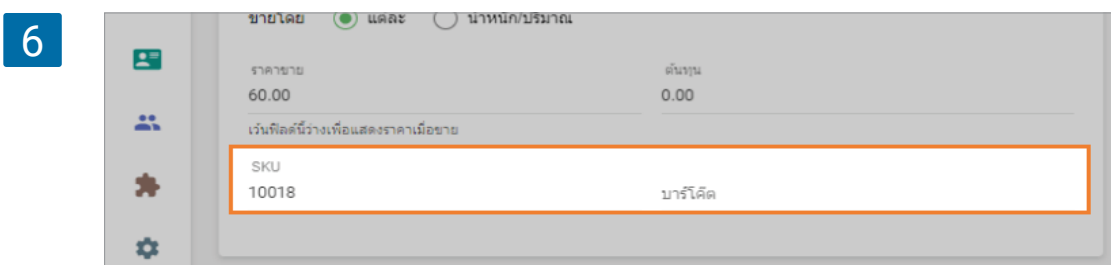 6
ขายโดย แต่ละ น้ำหนัก/ปริมาณ
ราคาขาย ต้นทุน
60.00 0.00
เว้นฟิลด์นี้ว่างเพื่อแสดงราคาเมื่อขาย
SKU
10018 บาร์โค้ด